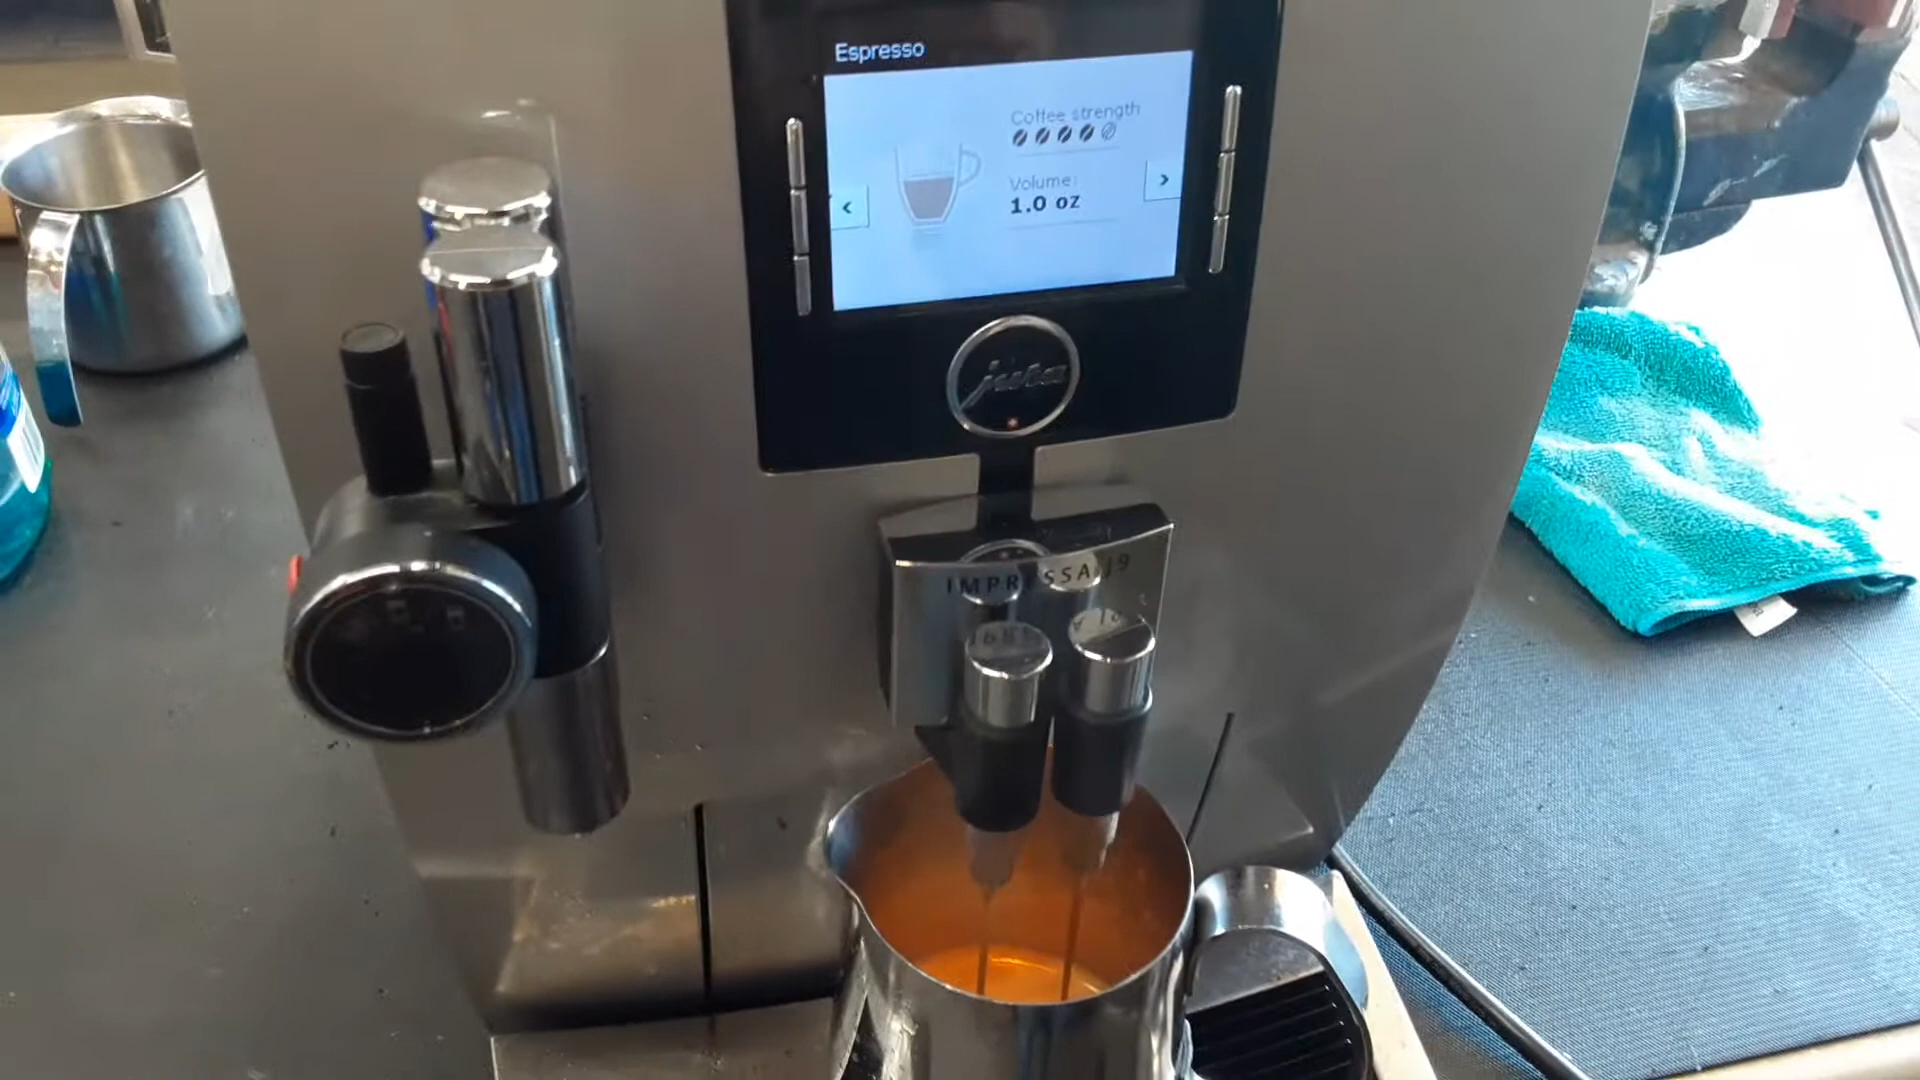 Espresso
Coffee strength
Volume:
1.0 oz
<
>
jura
IMPRESSA J9